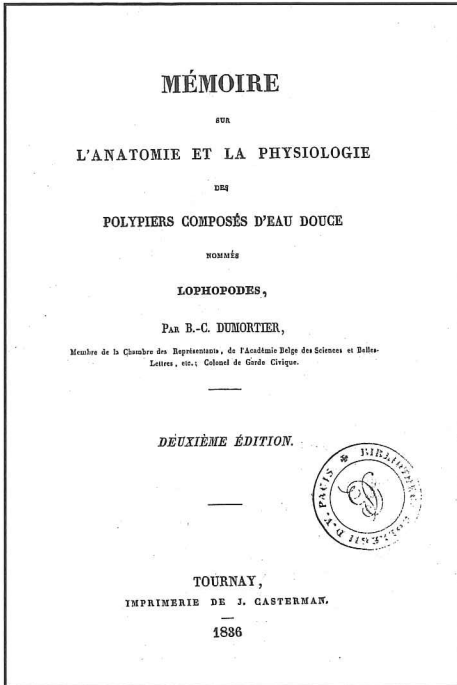 MÉMOIRE
SUR
L'ANATOMIE ET LA PHYSIOLOGIE
DES
POLYPIERS COMPOSÉS D'EAU DOUCE
NOMMÉS
LOPHOPODES,
PAR B.-C. DUMORTIER,
Membre de la Chambre des Représentants, de l'Académie Belge des Sciences et Belles-
Lettres, etc.; Colonel de Garde Civique.
DEUXIÈME ÉDITION.
TOURNAY,
IMPRIMERIE DE J. CASTERMAN.
1836